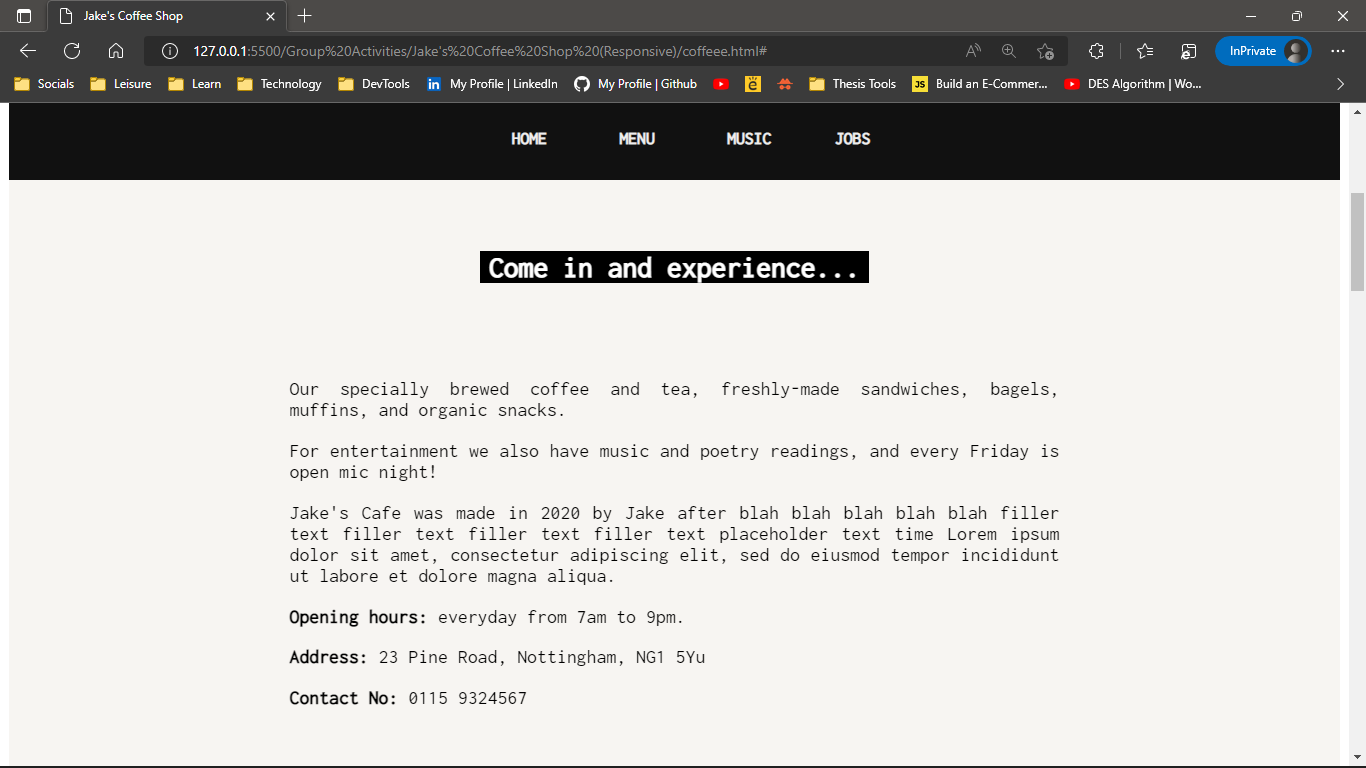 Jake's Coffee Shop
127.0.0.1:5500/Group%20Activities/Jake's%20Coffee%20Shop%20(Responsive)/coffeee.html#
InPrivate
Socials Leisure Learn Technology DevTools in My Profile | LinkedIn My Profile | Github Thesis Tools JS Build an E-Commer... DES Algorithm | Wo...
HOME MENU MUSIC JOBS
Come in and experience...
Our specially brewed coffee and tea, freshly-made sandwiches, bagels,
muffins, and organic snacks.
For entertainment we also have music and poetry readings, and every Friday is
open mic night!
Jake's Cafe was made in 2020 by Jake after blah blah blah blah blah filler
text filler text filler text filler text placeholder text time Lorem ipsum
dolor sit amet, consectetur adipiscing elit, sed do eiusmod tempor incididunt
ut labore et dolore magna aliqua.
Opening hours: everyday from 7am to 9pm.
Address: 23 Pine Road, Nottingham, NG1 5Yu
Contact No: 0115 9324567